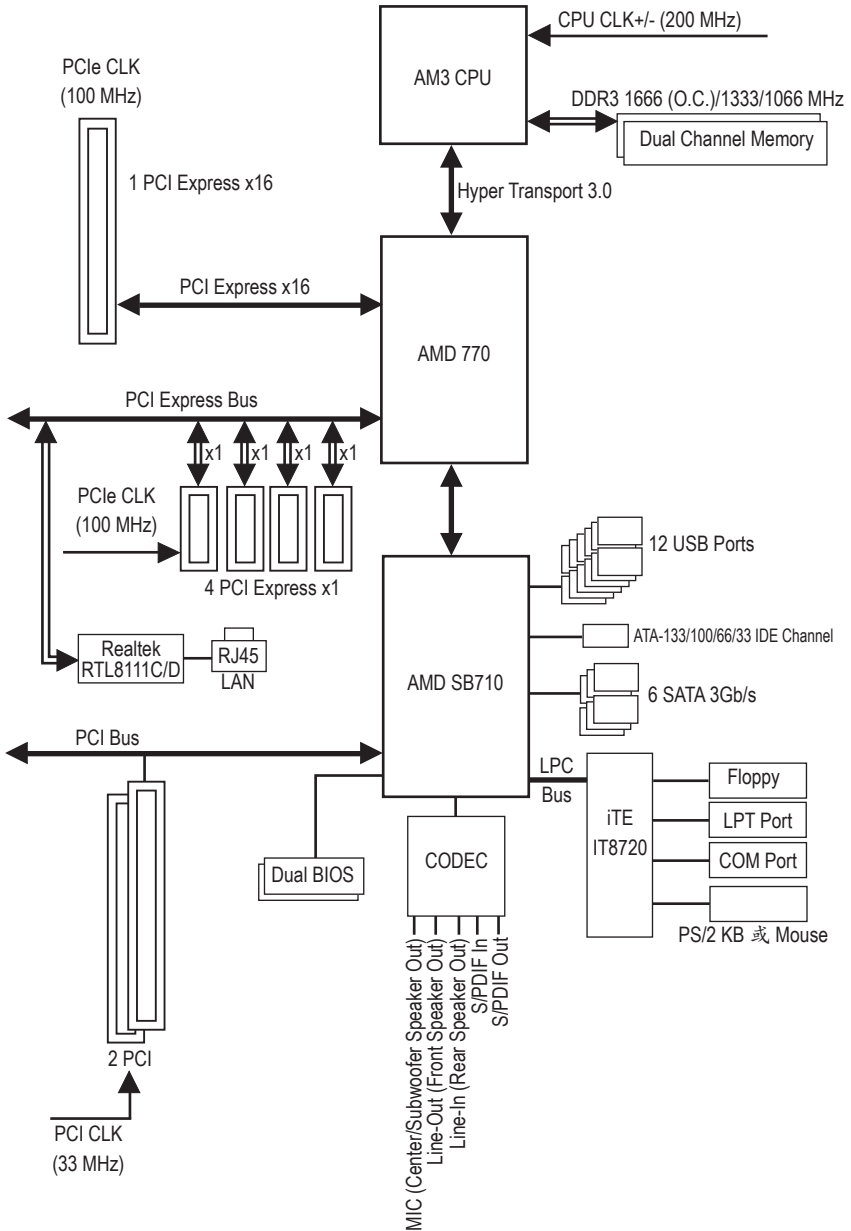 CPU CLK+/- (200 MHz)
AM3 CPU
DDR3 1666 (O.C.)/1333/1066 MHz
Dual Channel Memory
PCIe CLK
(100 MHz)
1 PCI Express x16
Hyper Transport 3.0
PCI Express x16
AMD 770
PCI Express Bus
x1
x1
x1
x1
PCIe CLK
(100 MHz)
4 PCI Express x1
12 USB Ports
Realtek
RTL8111C/D
RJ45
LAN
AMD SB710
ATA-133/100/66/33 IDE Channel
6 SATA 3Gb/s
PCI Bus
LPC
Bus
iTE
IT8720
Floppy
LPT Port
COM Port
PS/2 KB 或 Mouse
Dual BIOS
CODEC
MIC (Center/Subwoofer Speaker Out)
Line-Out (Front Speaker Out)
Line-In (Rear Speaker Out)
S/PDIF In
S/PDIF Out
2 PCI
PCI CLK
(33 MHz)